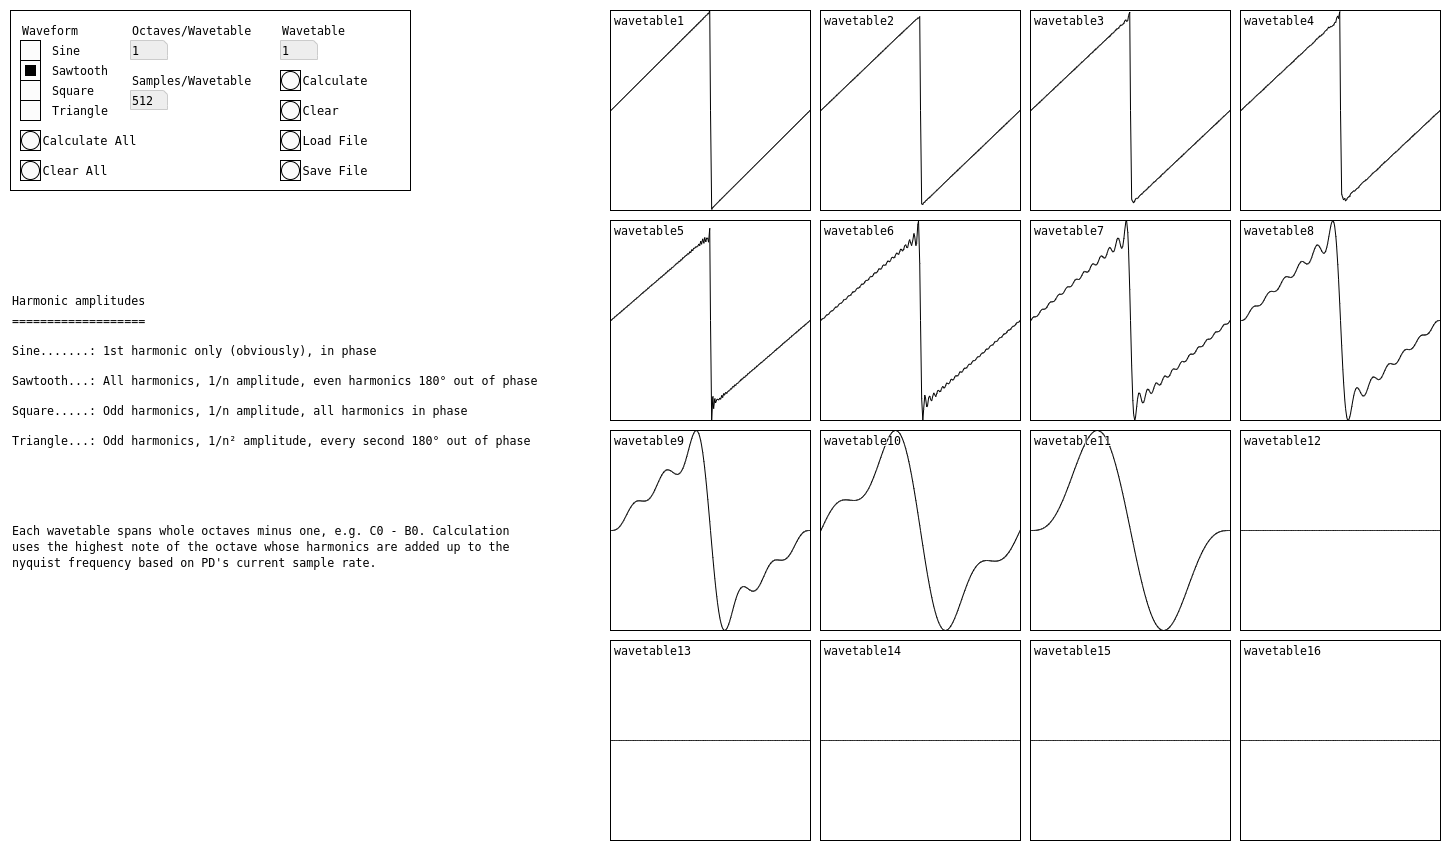 Waveform
Sine
Sawtooth
Square
Triangle
Calculate All
Clear All
Octaves/Wavetable
1
Samples/Wavetable
512
Wavetable
1
Calculate
Clear
Load File
Save File
Harmonic amplitudes
===================
Sine.......: 1st harmonic only (obviously), in phase
Sawtooth...: All harmonics, 1/n amplitude, even harmonics 180° out of phase
Square.....: Odd harmonics, 1/n amplitude, all harmonics in phase
Triangle...: Odd harmonics, 1/n² amplitude, every second 180° out of phase
Each wavetable spans whole octaves minus one, e.g. C0 - B0. Calculation
uses the highest note of the octave whose harmonics are added up to the
nyquist frequency based on PD's current sample rate.
wavetable1
wavetable2
wavetable3
wavetable4
wavetable5
wavetable6
wavetable7
wavetable8
wavetable9
wavetable10
wavetable11
wavetable12
wavetable13
wavetable14
wavetable15
wavetable16